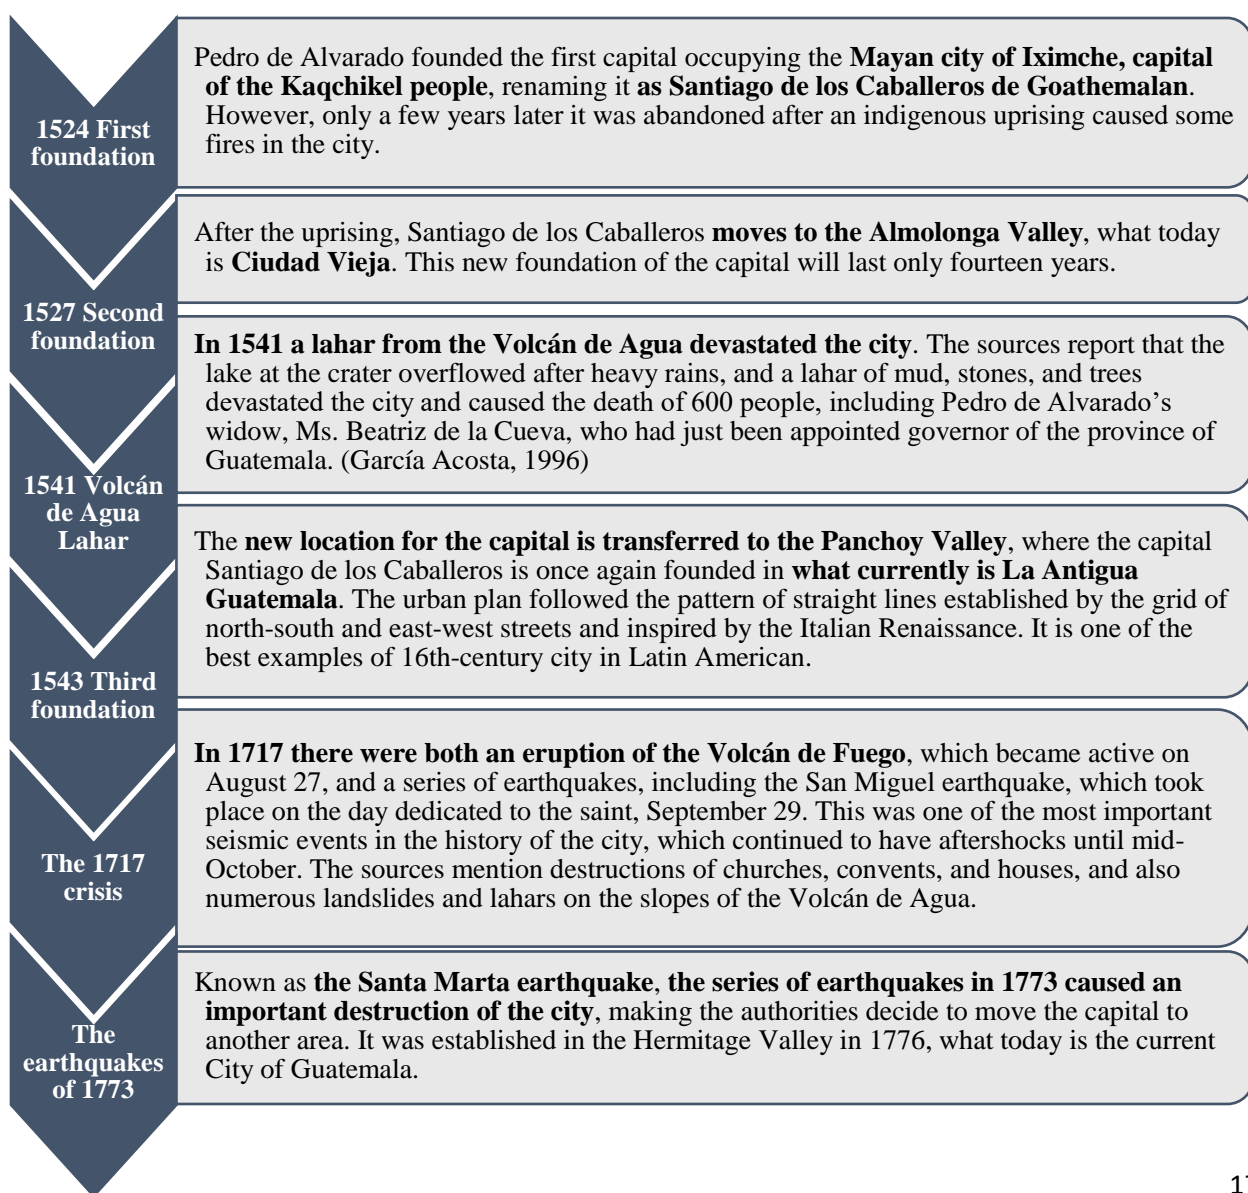 1524 First
foundation
Pedro de Alvarado founded the first capital occupying the Mayan city of Iximche, capital
of the Kaqchikel people, renaming it as Santiago de los Caballeros de Goathemalan.
However, only a few years later it was abandoned after an indigenous uprising caused some
fires in the city.
1527 Second
foundation
After the uprising, Santiago de los Caballeros moves to the Almolonga Valley, what today
is Ciudad Vieja. This new foundation of the capital will last only fourteen years.
1541 Volcán
de Agua
Lahar
In 1541 a lahar from the Volcán de Agua devastated the city. The sources report that the
lake at the crater overflowed after heavy rains, and a lahar of mud, stones, and trees
devastated the city and caused the death of 600 people, including Pedro de Alvarado’s
widow, Ms. Beatriz de la Cueva, who had just been appointed governor of the province of
Guatemala. (García Acosta, 1996)
1543 Third
foundation
The new location for the capital is transferred to the Panchoy Valley, where the capital
Santiago de los Caballeros is once again founded in what currently is La Antigua
Guatemala. The urban plan followed the pattern of straight lines established by the grid of
north-south and east-west streets and inspired by the Italian Renaissance. It is one of the
best examples of 16th-century city in Latin American.
The 1717
crisis
In 1717 there were both an eruption of the Volcán de Fuego, which became active on
August 27, and a series of earthquakes, including the San Miguel earthquake, which took
place on the day dedicated to the saint, September 29. This was one of the most important
seismic events in the history of the city, which continued to have aftershocks until mid-
October. The sources mention destructions of churches, convents, and houses, and also
numerous landslides and lahars on the slopes of the Volcán de Agua.
The
earthquakes
of 1773
Known as the Santa Marta earthquake, the series of earthquakes in 1773 caused an
important destruction of the city, making the authorities decide to move the capital to
another area. It was established in the Hermitage Valley in 1776, what today is the current
City of Guatemala.